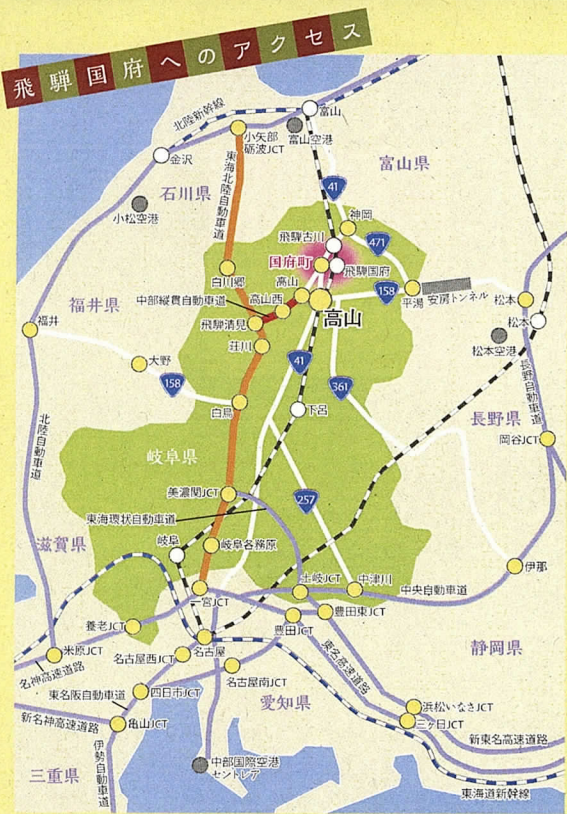 飛騨国府へのアクセス
北陸新幹線
富山
小矢部
砺波JCT
富山空港
金沢
富山県
石川県
東海北陸自動車道
小松空港
41
神岡
飛騨古川
471
国府町
飛騨国府
白川郷
高山
158
平湯
安房トンネル
松本
中部縦貫自動車道
高山西
福井県
高山
松本
福井
飛騨清見
松本空港
荘川
大野
41
長野自動車道
158
361
白鳥
下呂
長野県
北陸自動車道
岡谷JCT
岐阜県
美濃関JCT
257
東海環状自動車道
滋賀県
岐阜
岐阜各務原
伊那
土岐JCT
中津川
中央自動車道
一宮JCT
養老JCT
豊田JCT
豊田東JCT
米原JCT
名古屋西JCT
名古屋
静岡県
名神高速道路
東名高速道路
名古屋南JCT
東名阪自動車道
四日市JCT
愛知県
浜松いなさJCT
新名神高速道路
亀山JCT
三ヶ日JCT
新東名高速道路
伊勢自動車道
中部国際空港
セントレア
三重県
東海道新幹線